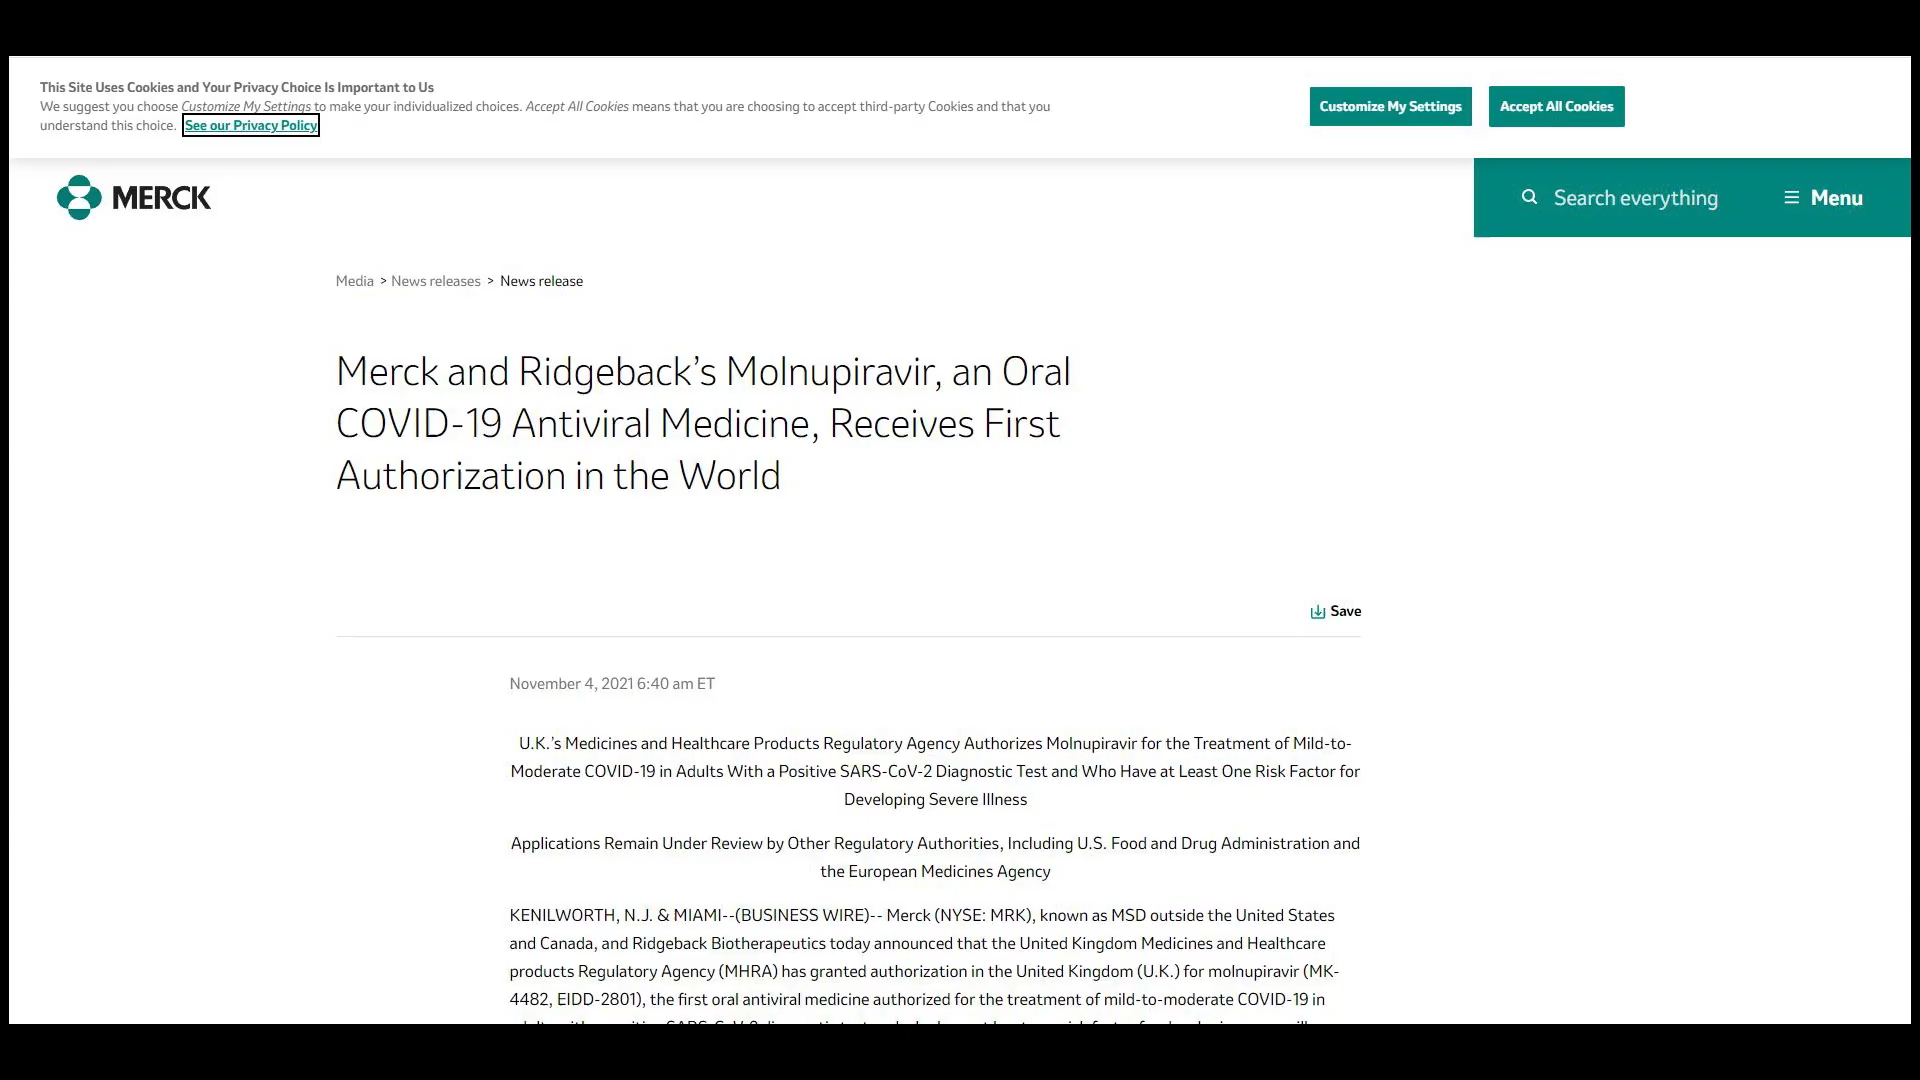 This Site Uses Cookies and Your Privacy Choice Is Important to Us
We suggest you choose Customize My Settings to make your individualized choices. Accept All Cookies means that you are choosing to accept third-party Cookies and that you
understand this choice. See our Privacy Policy
Customize My Settings
Accept All Cookies
MERCK
Search everything
Menu
Media > News releases > News release
Merck and Ridgeback’s Molnupiravir, an Oral
COVID-19 Antiviral Medicine, Receives First
Authorization in the World
Save
November 4, 2021 6:40 am ET
U.K.’s Medicines and Healthcare Products Regulatory Agency Authorizes Molnupiravir for the Treatment of Mild-to-
Moderate COVID-19 in Adults With a Positive SARS-CoV-2 Diagnostic Test and Who Have at Least One Risk Factor for
Developing Severe Illness
Applications Remain Under Review by Other Regulatory Authorities, Including U.S. Food and Drug Administration and
the European Medicines Agency
KENILWORTH, N.J. & MIAMI--(BUSINESS WIRE)-- Merck (NYSE: MRK), known as MSD outside the United States
and Canada, and Ridgeback Biotherapeutics today announced that the United Kingdom Medicines and Healthcare
products Regulatory Agency (MHRA) has granted authorization in the United Kingdom (U.K.) for molnupiravir (MK-
4482, EIDD-2801), the first oral antiviral medicine authorized for the treatment of mild-to-moderate COVID-19 in